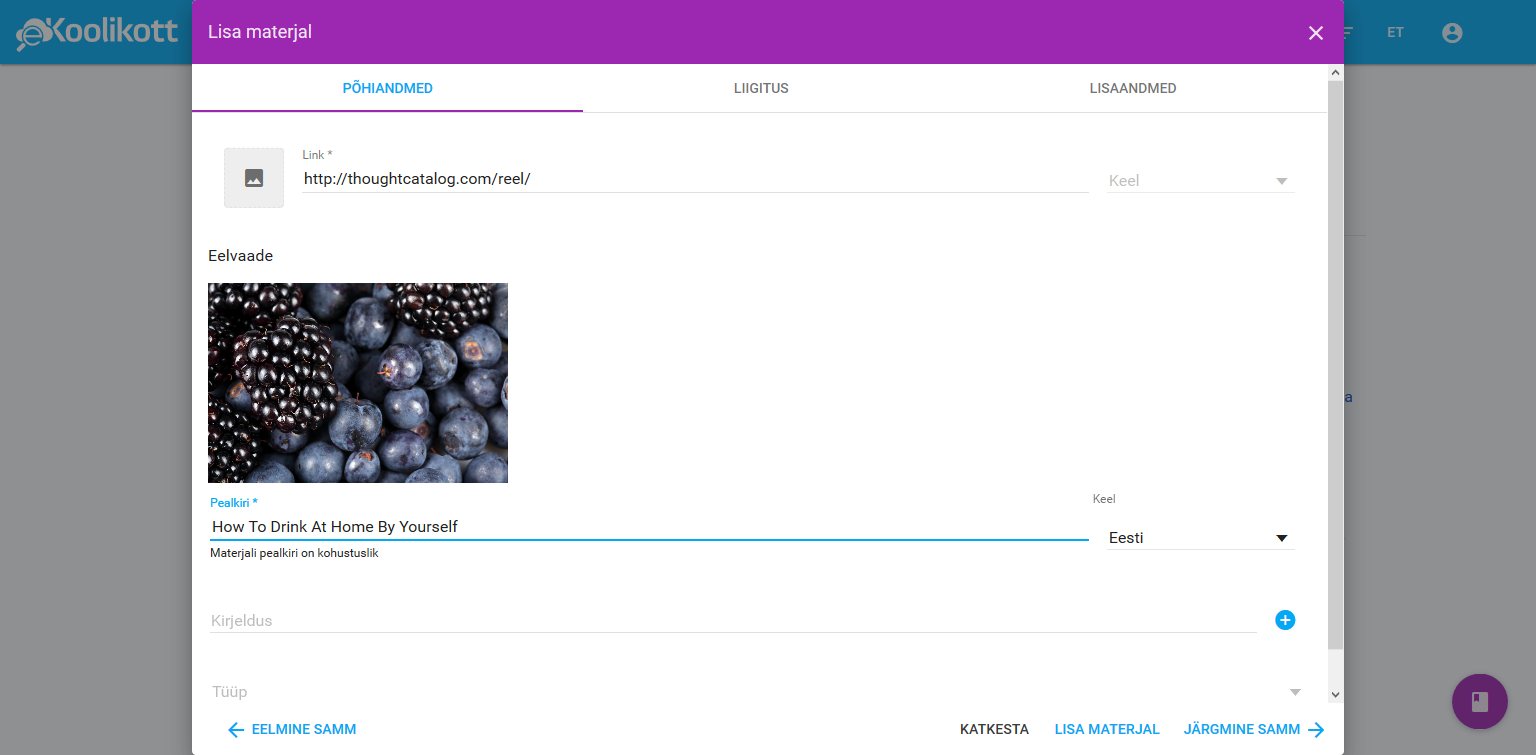 eKoolikott
Lisa materjal
ET
PÕHIANDMED
LIIGITUS
LISAANDMED
Link *
http://thoughtcatalog.com/reel/
Keel
Eelvaade
a
Pealkiri *
Keel
How To Drink At Home By Yourself
Eesti
Materjali pealkiri on kohustuslik
Kirjeldus
Tüüp
EELMINE SAMM
KATKESTA
LISA MATERJAL
JÄRGMINE SAMM